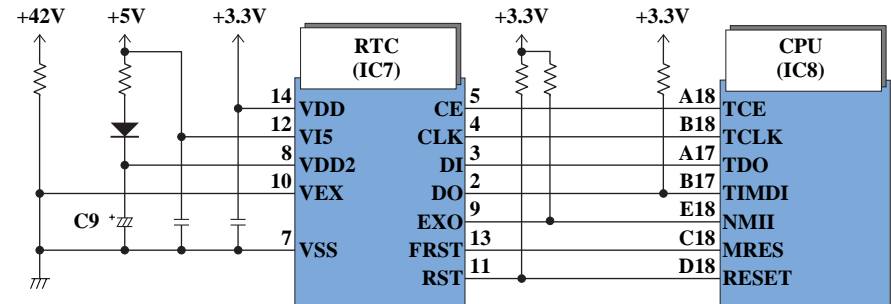 +42V +5V +3.3V +3.3V +3.3V
RTC CPU
(IC7) (IC8)
14 VDD CE 5 A18 TCE
12 VI5 CLK 4 B18 TCLK
8 VDD2 DI 3 A17 TDO
10 VEX DO 2 B17 TIMDI
C9 + EXO 9 E18 NMII
7 VSS FRST 13 C18 MRES
RST 11 D18 RESET